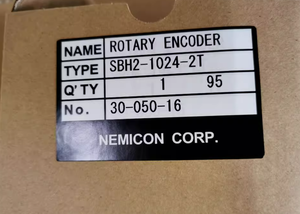 NAME ROTARY ENCODER
TYPE SBH2-1024-2T
Q'TY 1 95
No. 30-050-16
NEMICON CORP.